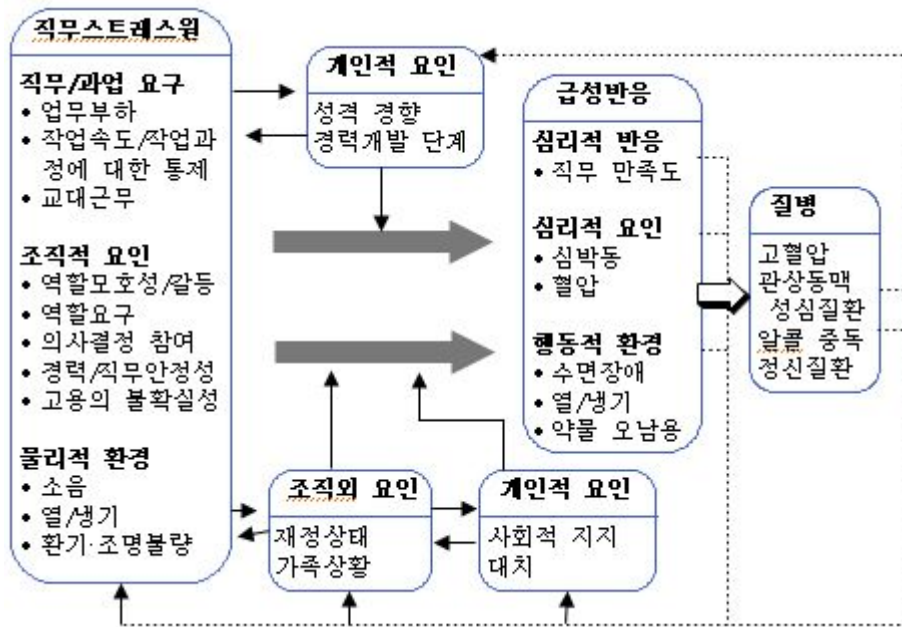 직무스트레스원
직무/과업 요구
• 업무부하
• 작업속도/작업과
정에 대한 통제
• 교대근무
조직적 요인
• 역할모호성/갈등
• 역할요구
• 의사결정 참여
• 경력/직무안정성
• 고용의 불확실성
물리적 환경
• 소음
• 열/냉기
• 환기·조명불량
개인적 요인
성격 경향
경력개발 단계
조직외 요인
재정상태
가족상황
개인적 요인
사회적 지지
대치
급성반응
심리적 반응
• 직무 만족도
심리적 요인
• 심박동
• 혈압
행동적 환경
• 수면장애
• 열/냉기
• 약물 오남용
질병
고혈압
관상동맥
성심질환
알콜 중독
정신질환